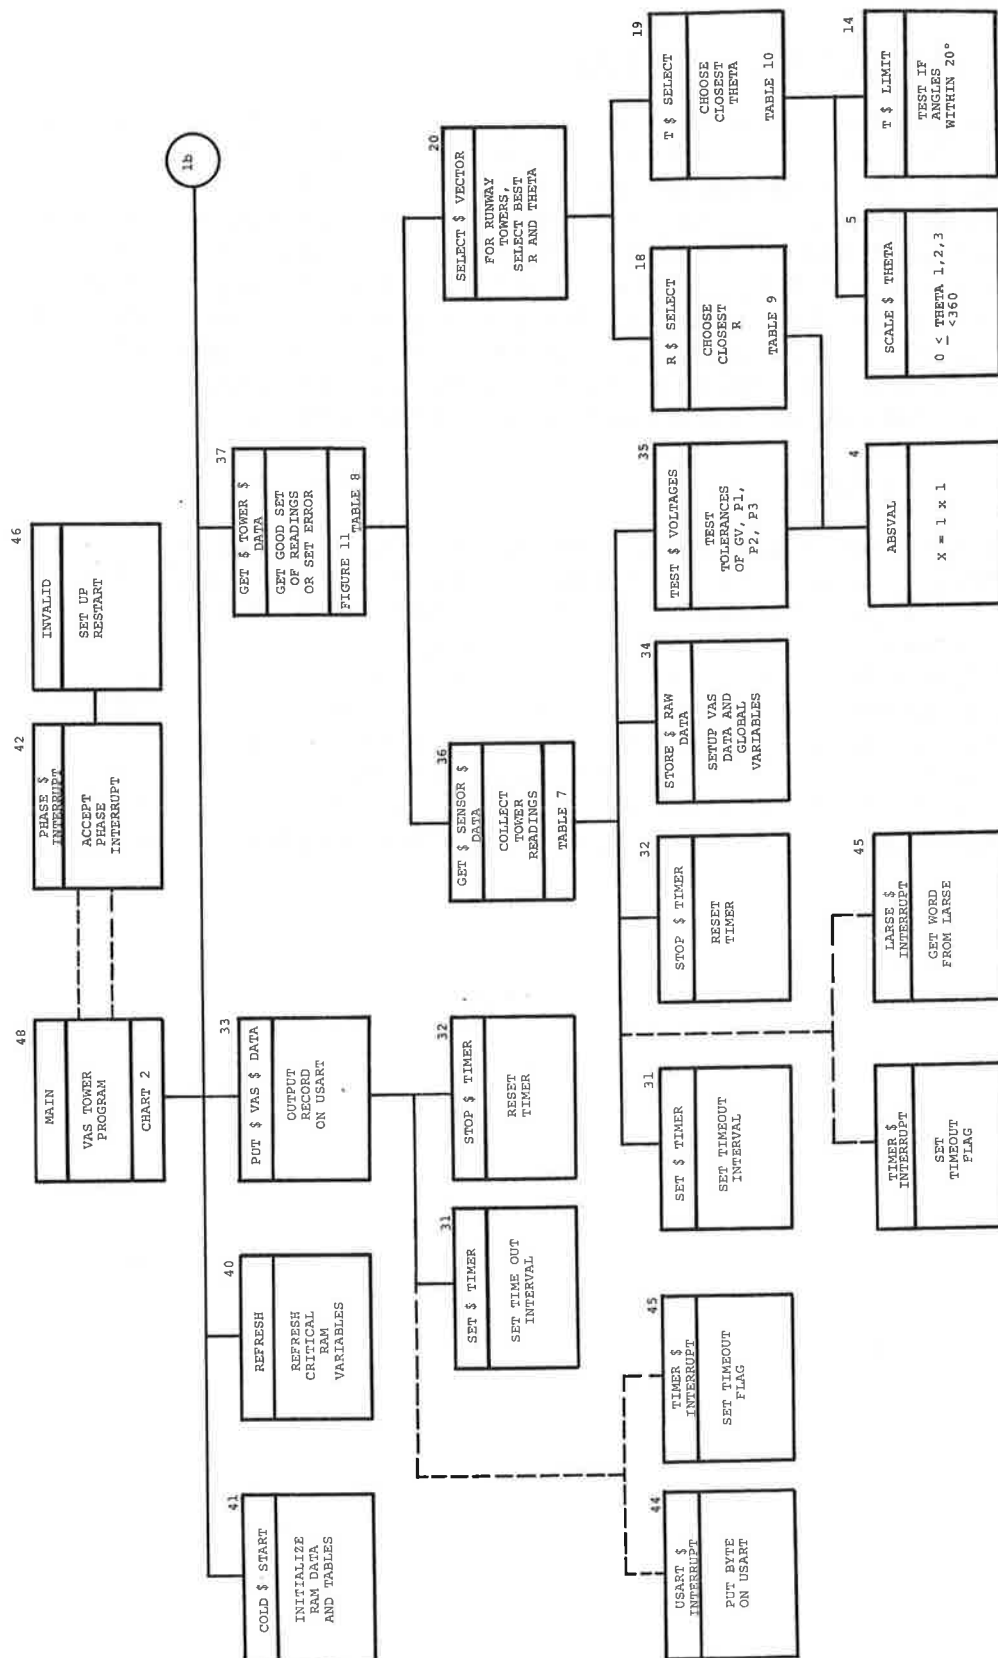 48
MAIN
VAS TOWER
PROGRAM
CHART 2
42
PHASE $
INTERRUPT
ACCEPT
PHASE
INTERRUPT
46
INVALID
SET UP
RESTART
1b
41
COLD $ START
INITIALIZE
RAM DATA
AND TABLES
40
REFRESH
REFRESH
CRITICAL
RAM
VARIABLES
33
PUT $ VAS $ DATA
OUTPUT
RECORD
ON USART
37
GET $ TOWER $
DATA
GET GOOD SET
OF READINGS
OR SET ERROR
FIGURE 11
TABLE 8
31
SET $ TIMER
SET TIME OUT
INTERVAL
32
STOP $ TIMER
RESET
TIMER
36
GET $ SENSOR $
DATA
COLLECT
TOWER
READINGS
TABLE 7
20
SELECT $ VECTOR
FOR RUNWAY
TOWERS,
SELECT BEST
R AND THETA
44
USART $
INTERRUPT
PUT BYTE
ON USART
45
TIMER $
INTERRUPT
SET TIMEOUT
FLAG
31
SET $ TIMER
SET TIMEOUT
INTERVAL
32
STOP $ TIMER
RESET
TIMER
34
STORE $ RAW
DATA
SETUP VAS
DATA AND
GLOBAL
VARIABLES
35
TEST $ VOLTAGES
TEST
TOLERANCES
OF GV, P1,
P2, P3
18
R $ SELECT
CHOOSE
CLOSEST
R
TABLE 9
19
T $ SELECT
CHOOSE
CLOSEST
THETA
TABLE 10
TIMER $
INTERRUPT
SET
TIMEOUT
FLAG
45
LARSE $
INTERRUPT
GET WORD
FROM LARSE
4
ABSVAL
X = 1 x 1
5
SCALE $ THETA
0 ≤ THETA 1,2,3
<360
14
T $ LIMIT
TEST IF
ANGLES
WITHIN 20°